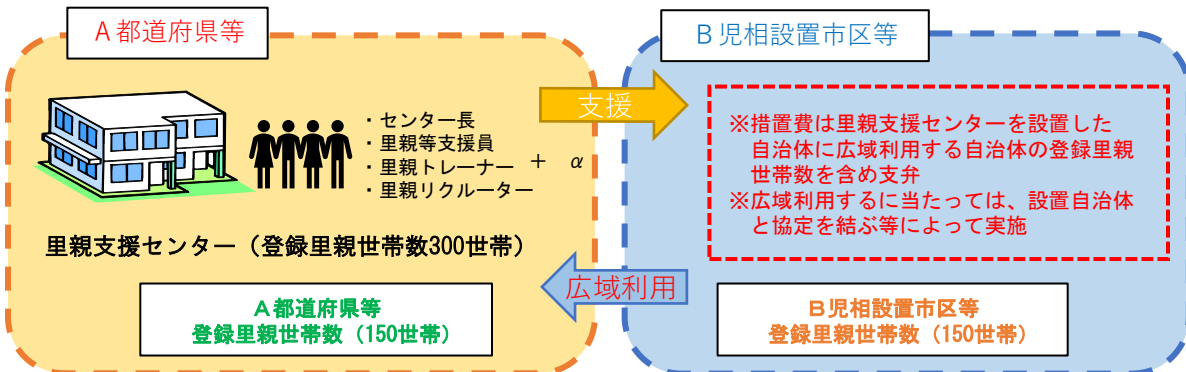 A都道府県等
・センター長
・里親等支援員
・里親トレーナー
・里親リクルーター
+ α
里親支援センター（登録里親世帯数300世帯）
A都道府県等
登録里親世帯数（150世帯）
支援
広域利用
B児相設置市区等
※措置費は里親支援センターを設置した
自治体に広域利用する自治体の登録里親
世帯数を含め支弁
※広域利用するに当たっては、設置自治体
と協定を結ぶ等によって実施
B児相設置市区等
登録里親世帯数（150世帯）